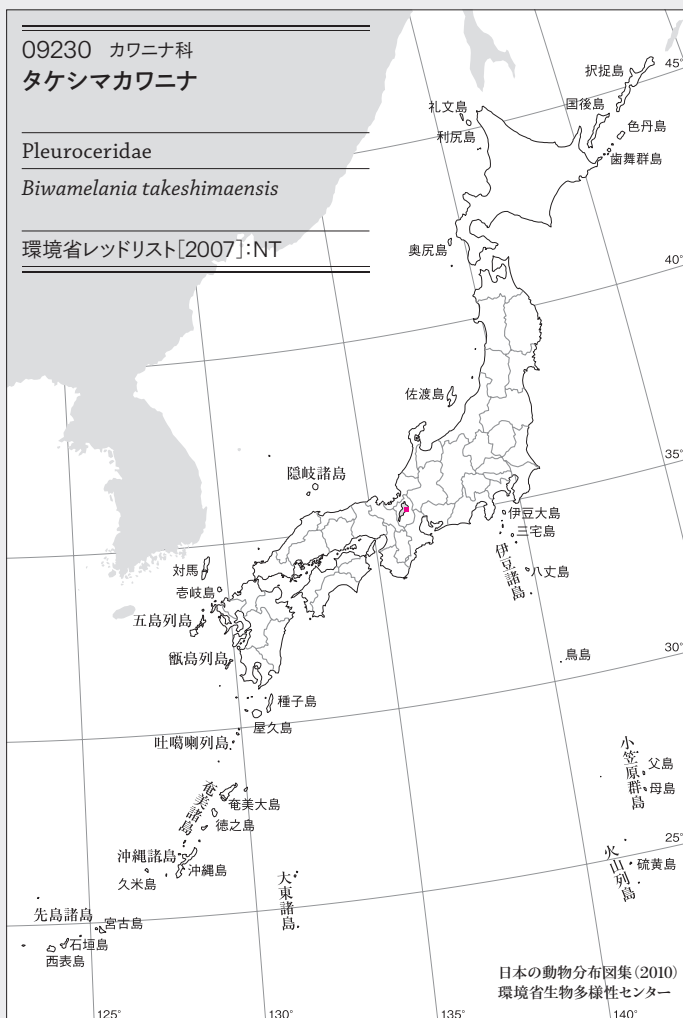 09230 カワニナ科
タケシマカワニナ
Pleuroceridae
Biwamelania takeshimaensis
環境省レッドリスト[2007]:NT
択捉島
45°
礼文島
国後島
利尻島
色丹島
歯舞群島
奥尻島
40°
佐渡島
35°
隠岐諸島
伊豆大島
三宅島
伊豆諸島
八丈島
対馬
壱岐島
五島列島
甑島列島
鳥島
30°
種子島
屋久島
吐噶喇列島
小笠原群島
父島
母島
奄美諸島
奄美大島
徳之島
25°
沖縄諸島
沖縄島
久米島
大東諸島
火山列島
硫黄島
先島諸島
宮古島
石垣島
西表島
日本の動物分布図集(2010)
環境省生物多様性センター
125°
130°
135°
140°